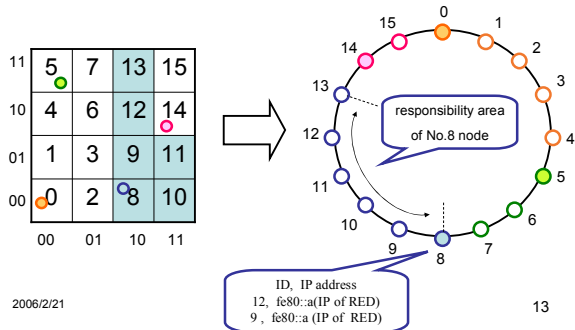 11 5 7 13 15
10 4 6 12 14
01 1 3 9 11
00 0 2 8 10
00 01 10 11
0
15 1
14 2
13 3
12 4
11 5
10 6
9 7
8
responsibility area
of No.8 node
ID, IP address
12, fe80::a(IP of RED)
9 , fe80::a (IP of RED)
2006/2/21
13